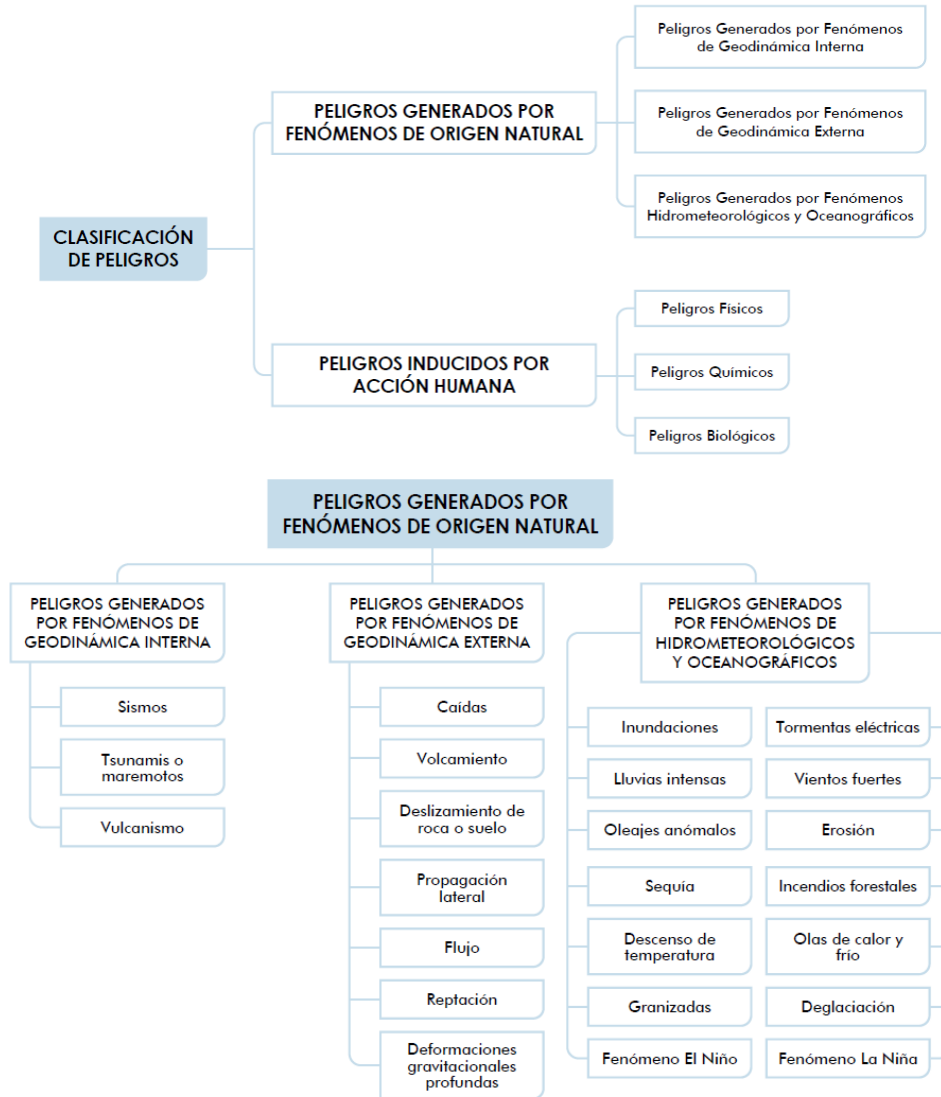 Peligros Generados por Fenómenos
de Geodinámica Interna
PELIGROS GENERADOS POR
FENÓMENOS DE ORIGEN NATURAL
Peligros Generados por Fenómenos
de Geodinámica Externa
Peligros Generados por Fenómenos
Hidrometeorológicos y Oceanográficos
CLASIFICACIÓN
DE PELIGROS
Peligros Físicos
PELIGROS INDUCIDOS POR
ACCIÓN HUMANA
Peligros Químicos
Peligros Biológicos
PELIGROS GENERADOS POR
FENÓMENOS DE ORIGEN NATURAL
PELIGROS GENERADOS
POR FENÓMENOS DE
GEODINÁMICA INTERNA
Sismos
Tsunamis o
maremotos
Vulcanismo
PELIGROS GENERADOS
POR FENÓMENOS DE
GEODINÁMICA EXTERNA
Caídas
Volcamiento
Deslizamiento de
roca o suelo
Propagación
lateral
Flujo
Reptación
Deformaciones
gravitacionales
profundas
PELIGROS GENERADOS
POR FENÓMENOS DE
HIDROMETEOROLÓGICOS
Y OCEANOGRÁFICOS
Inundaciones
Lluvias intensas
Oleajes anómalos
Sequía
Descenso de
temperatura
Granizadas
Fenómeno El Niño
Tormentas eléctricas
Vientos fuertes
Erosión
Incendios forestales
Olas de calor y
frío
Deglaciación
Fenómeno La Niña